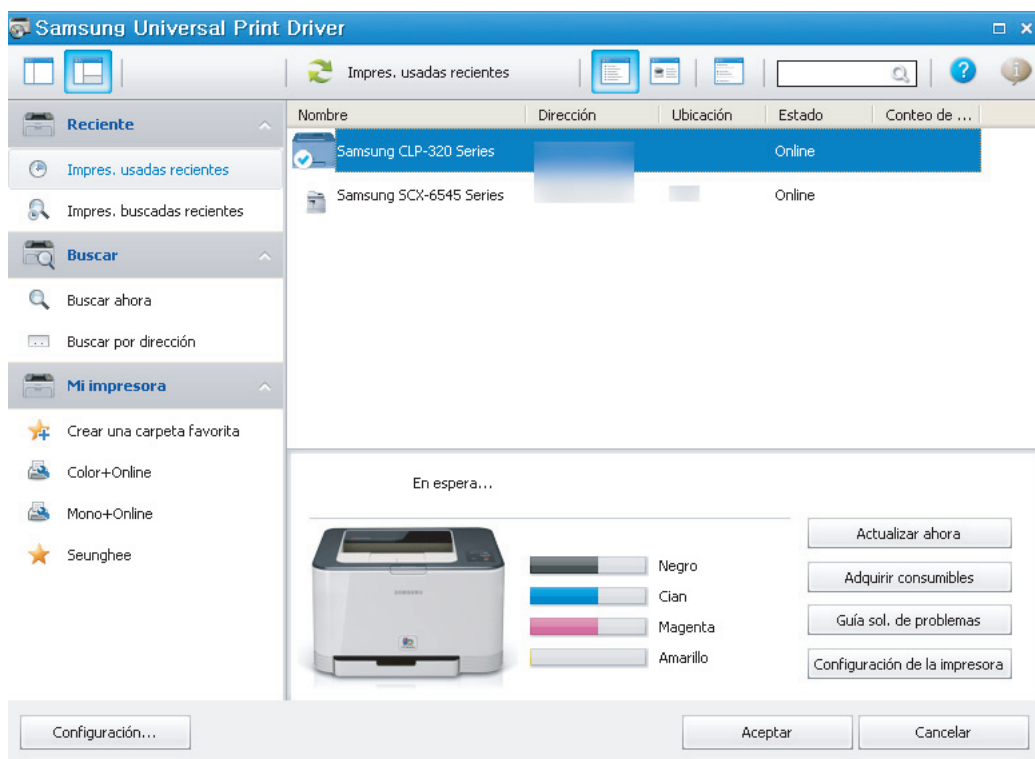 Samsung Universal Print Driver
Impres. usadas recientes
Reciente
Impres. usadas recientes
Impres. buscadas recientes
Buscar
Buscar ahora
Buscar por dirección
Mi impresora
Crear una carpeta favorita
Color+Online
Mono+Online
Seunghee
Nombre Dirección Ubicación Estado Conteo de ...
Samsung CLP-320 Series Online
Samsung SCX-6545 Series Online
En espera...
SAMSUNG
Negro
Cian
Magenta
Amarillo
Actualizar ahora
Adquirir consumibles
Guía sol. de problemas
Configuración de la impresora
Configuración...
Aceptar
Cancelar